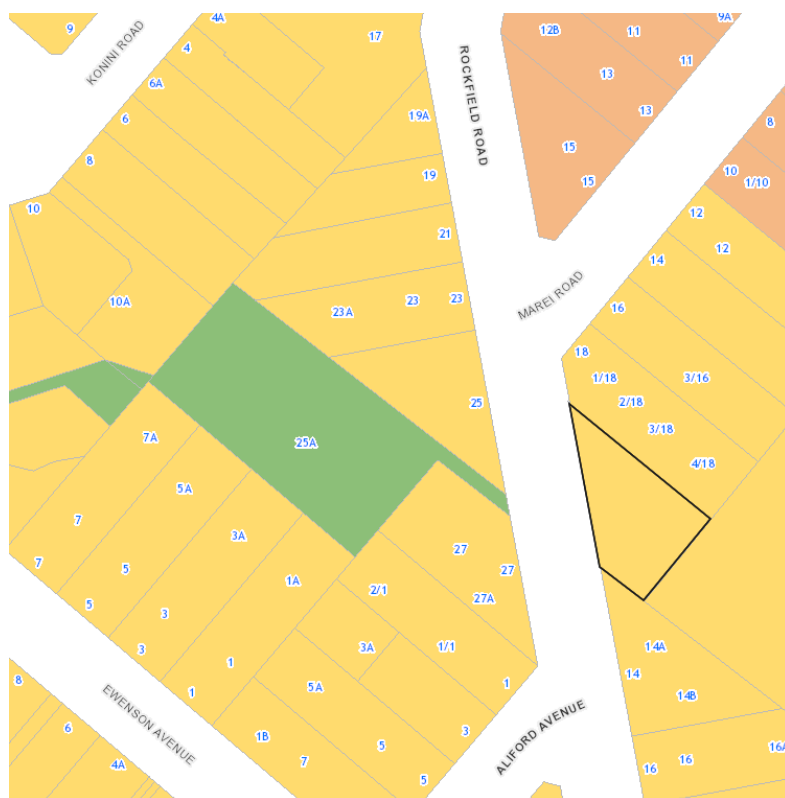 4A
9A
9
17
12B
11
KONINI ROAD
4
11
ROCKFIELD ROAD
13
6A
13
19A
6
8
15
8
19
10
1/10
15
10
12
21
12
14
10A
MAREI ROAD
23A
23
23
16
18
1/18
3/16
2/18
25
3/18
7A
25A
4/18
5A
7
3A
27
7
5
1A
27
2/1
27A
5
3
3A
1/1
3
1
14A
14
8
1
5A
1
14B
EWENSON AVENUE
ALIFORD AVENUE
6
1B
5
3
16A
4A
7
16
16
5